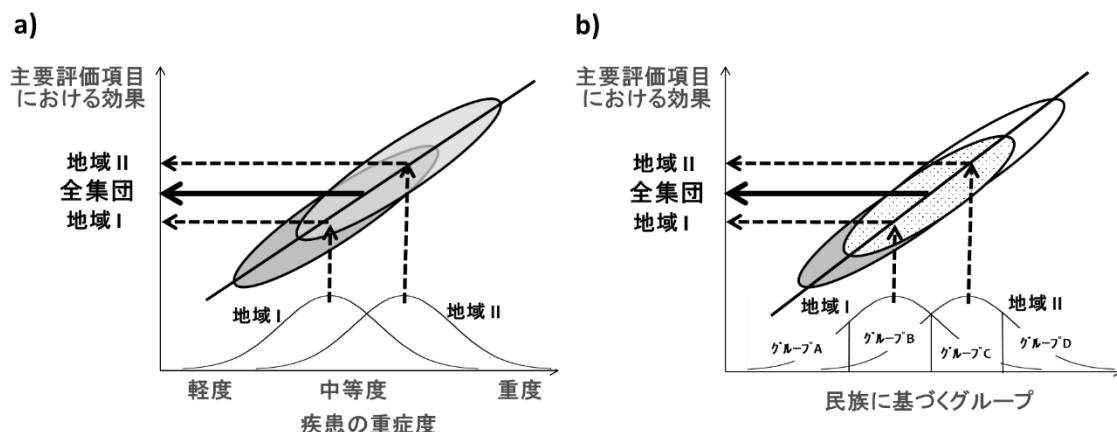 a)
主要評価項目
における効果
地域 II
全集団
地域 I
地域 I
地域 II
軽度
中等度
重度
疾患の重症度
b)
主要評価項目
における効果
地域 II
全集団
地域 I
地域 I
地域 II
グループA
グループB
グループC
グループD
民族に基づくグループ